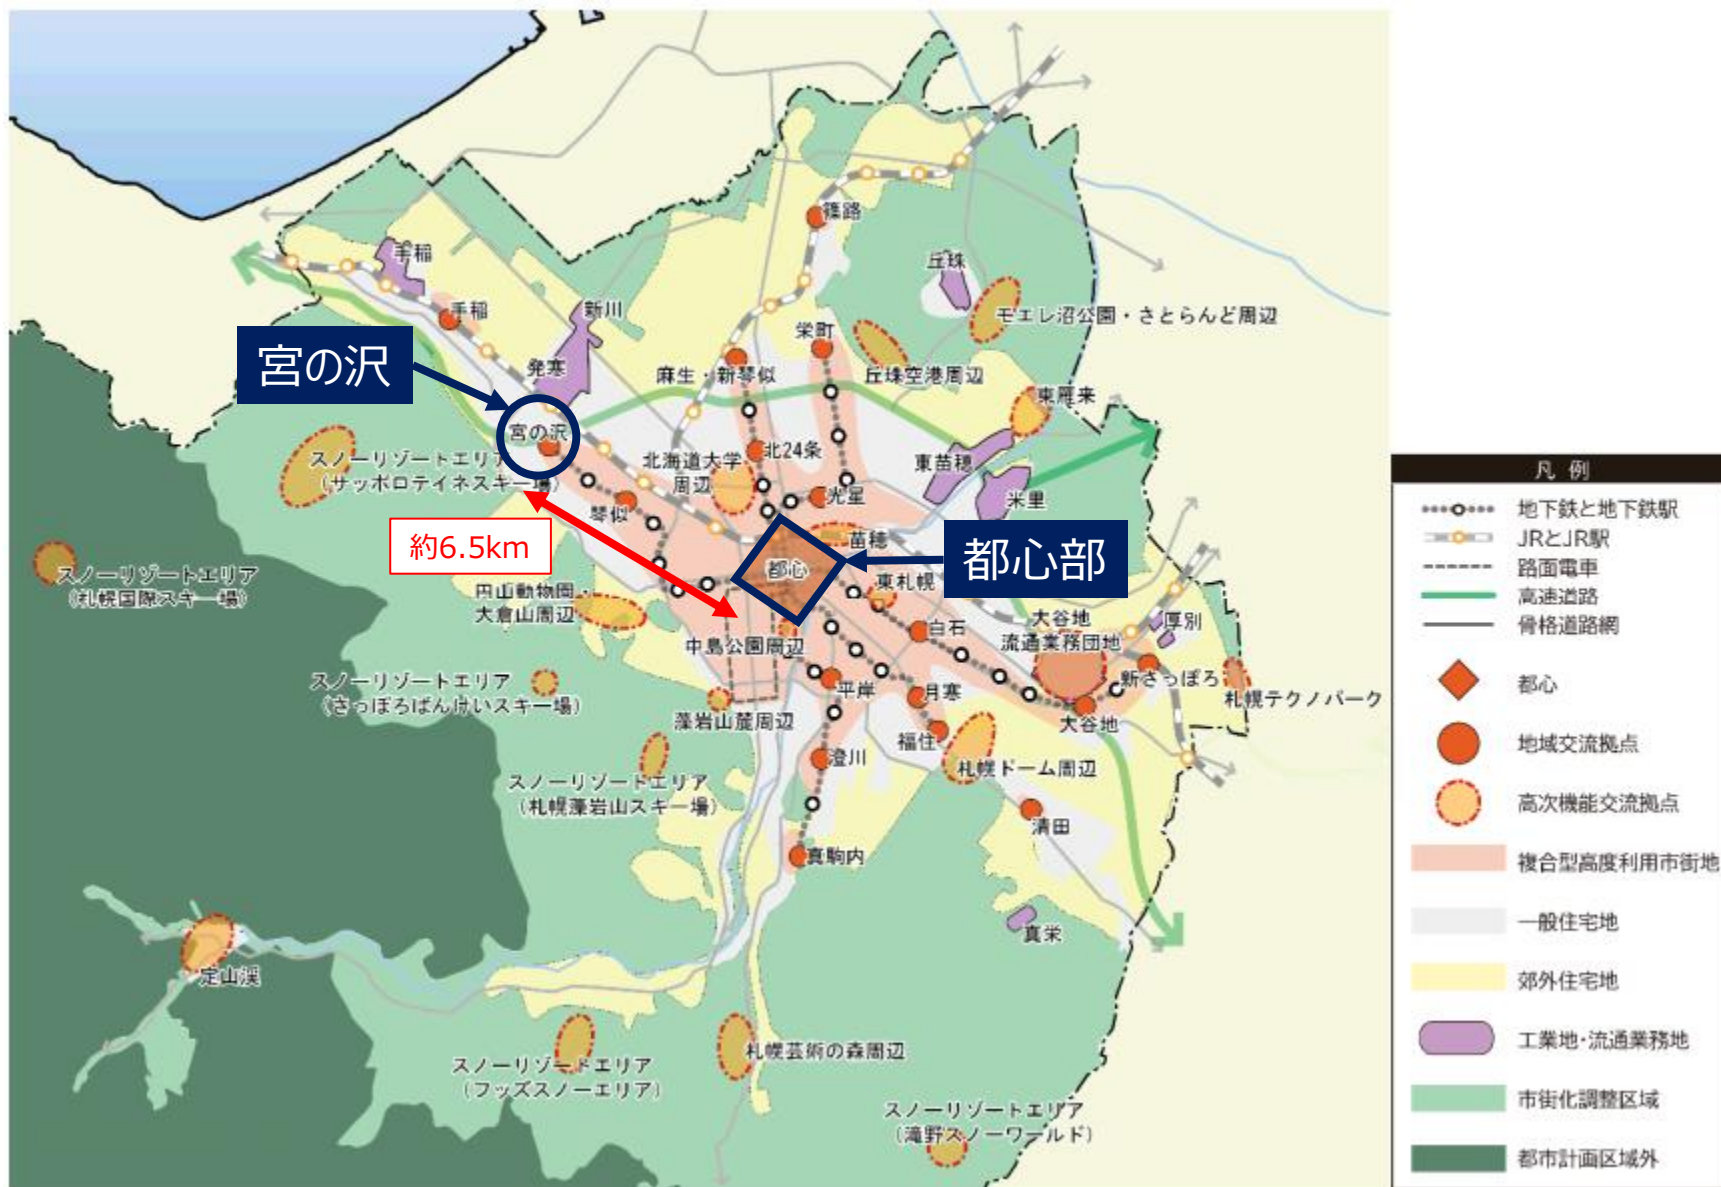 篠路
手稲
丘珠
手稲
新川
モエレ沼公園・さとらんど周辺
栄町
宮の沢
発寒
麻生・新琴似
丘珠空港周辺
東雁来
宮の沢
北24条
スノーリゾートエリア
（サッポロテイネスキー場）
北海道大学
周辺
東苗穂
琴似
光星
米里
約6.5km
苗穂
都心部
都心
スノーリゾートエリア
（札幌国際スキー場）
東札幌
円山動物園・
大倉山周辺
大谷地
流通業務団地
厚別
白石
中島公園周辺
スノーリゾートエリア
（さっぽろばんけいスキー場）
平岸
月寒
新さっぽろ
札幌テクノパーク
藻岩山麓周辺
大谷地
福住
澄川
札幌ドーム周辺
スノーリゾートエリア
（札幌藻岩山スキー場）
清田
真駒内
真栄
定山渓
札幌芸術の森周辺
スノーリゾートエリア
（フッズスノーエリア）
スノーリゾートエリア
（滝野スノーワールド）
凡 例
地下鉄と地下鉄駅
JRとJR駅
路面電車
高速道路
骨格道路網
都心
地域交流拠点
高次機能交流拠点
複合型高度利用市街地
一般住宅地
郊外住宅地
工業地・流通業務地
市街化調整区域
都市計画区域外